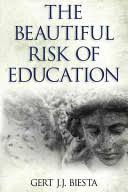 THE
BEAUTIFUL
RISK OF
EDUCATION
GERT J.J. BIESTA